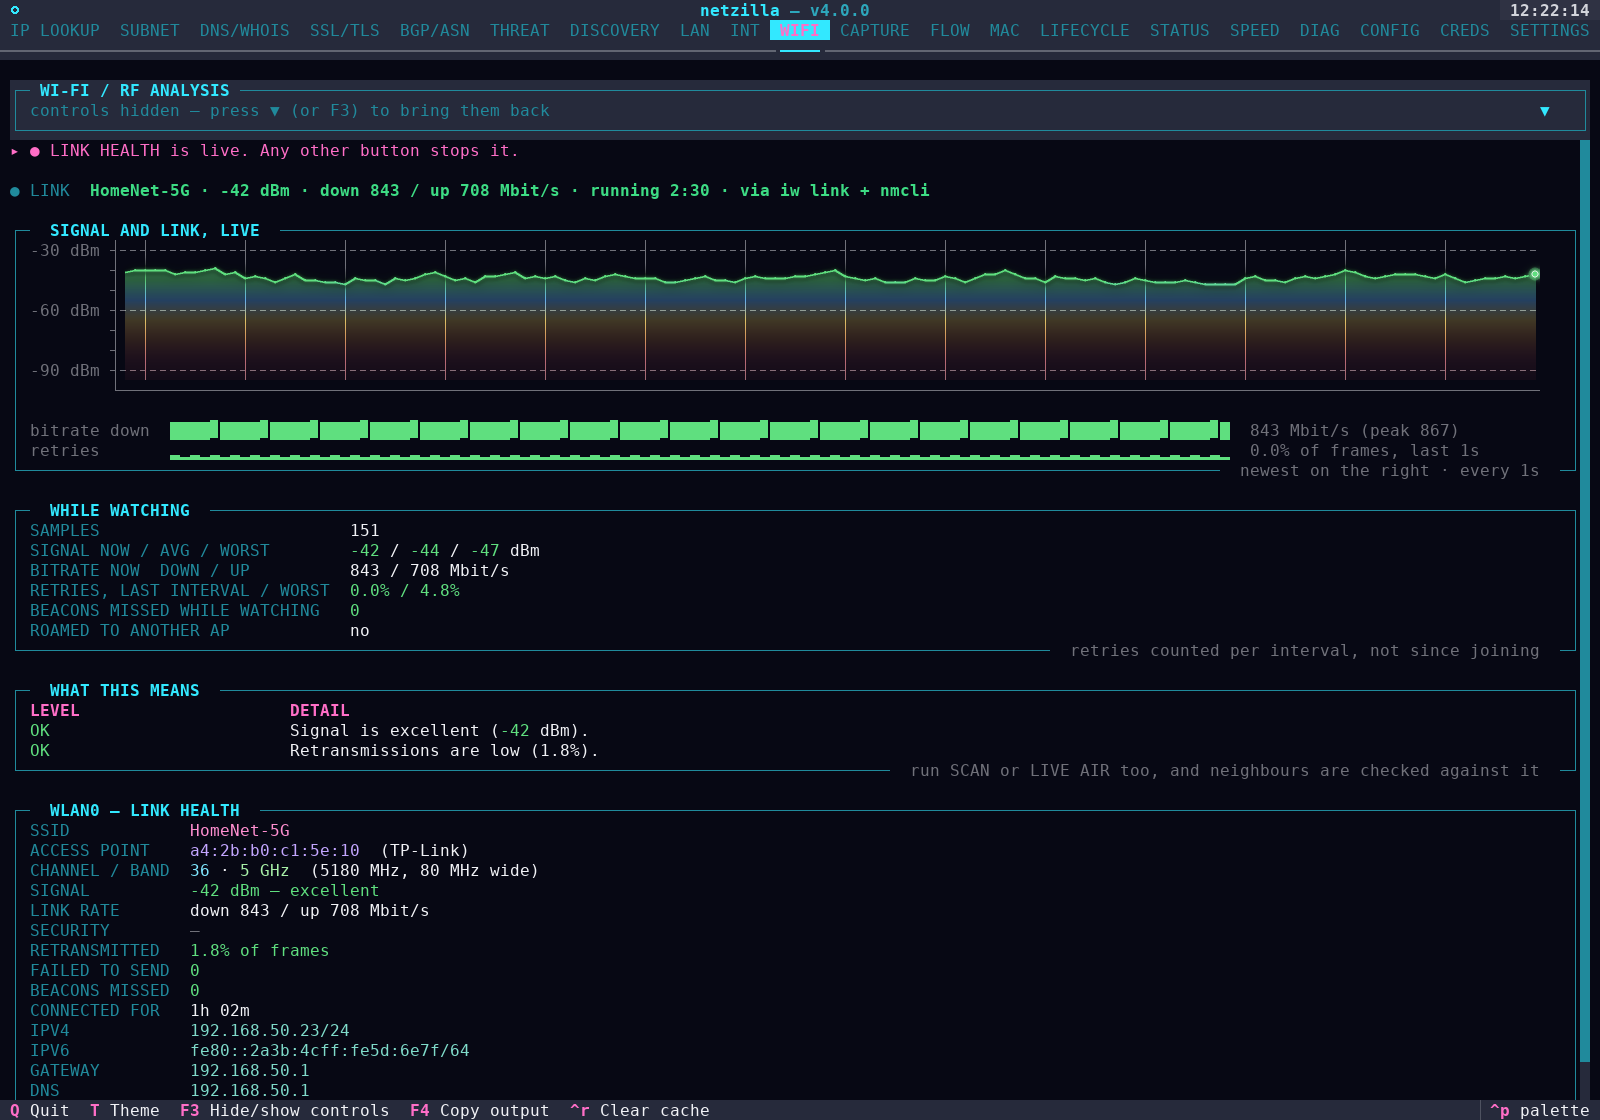 netzilla — v4.0.0
12:22:14
IP LOOKUP SUBNET DNS/WHOIS SSL/TLS BGP/ASN THREAT DISCOVERY LAN INT WIFI CAPTURE FLOW MAC LIFECYCLE STATUS SPEED DIAG CONFIG CREDS SETTINGS
WI-FI / RF ANALYSIS
controls hidden — press ▼ (or F3) to bring them back ▼
▸ ● LINK HEALTH is live. Any other button stops it.
● LINK HomeNet-5G · -42 dBm · down 843 / up 708 Mbit/s · running 2:30 · via iw link + nmcli
SIGNAL AND LINK, LIVE
-30 dBm
-60 dBm
-90 dBm
bitrate down 843 Mbit/s (peak 867)
retries 0.0% of frames, last 1s
newest on the right · every 1s
WHILE WATCHING
SAMPLES 151
SIGNAL NOW / AVG / WORST -42 / -44 / -47 dBm
BITRATE NOW DOWN / UP 843 / 708 Mbit/s
RETRIES, LAST INTERVAL / WORST 0.0% / 4.8%
BEACONS MISSED WHILE WATCHING 0
ROAMED TO ANOTHER AP no
retries counted per interval, not since joining
WHAT THIS MEANS
LEVEL DETAIL
OK Signal is excellent (-42 dBm).
OK Retransmissions are low (1.8%).
run SCAN or LIVE AIR too, and neighbours are checked against it
WLAN0 — LINK HEALTH
SSID HomeNet-5G
ACCESS POINT a4:2b:b0:c1:5e:10 (TP-Link)
CHANNEL / BAND 36 · 5 GHz (5180 MHz, 80 MHz wide)
SIGNAL -42 dBm — excellent
LINK RATE down 843 / up 708 Mbit/s
SECURITY —
RETRANSMITTED 1.8% of frames
FAILED TO SEND 0
BEACONS MISSED 0
CONNECTED FOR 1h 02m
IPV4 192.168.50.23/24
IPV6 fe80::2a3b:4cff:fe5d:6e7f/64
GATEWAY 192.168.50.1
DNS 192.168.50.1
Q Quit T Theme F3 Hide/show controls F4 Copy output ^r Clear cache ^p palette